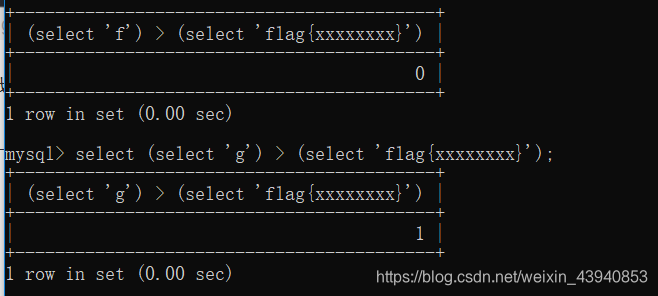 +-------------------------------------------+
| (select 'f') > (select 'flag{xxxxxxxx}') |
+-------------------------------------------+
| 0 |
+-------------------------------------------+
1 row in set (0.00 sec)
mysql> select (select 'g') > (select 'flag{xxxxxxxx}');
+-------------------------------------------+
| (select 'g') > (select 'flag{xxxxxxxx}') |
+-------------------------------------------+
| 1 |
+-------------------------------------------+
1 row in set (0.00 sec)
https://blog.csdn.net/weixin_43940853